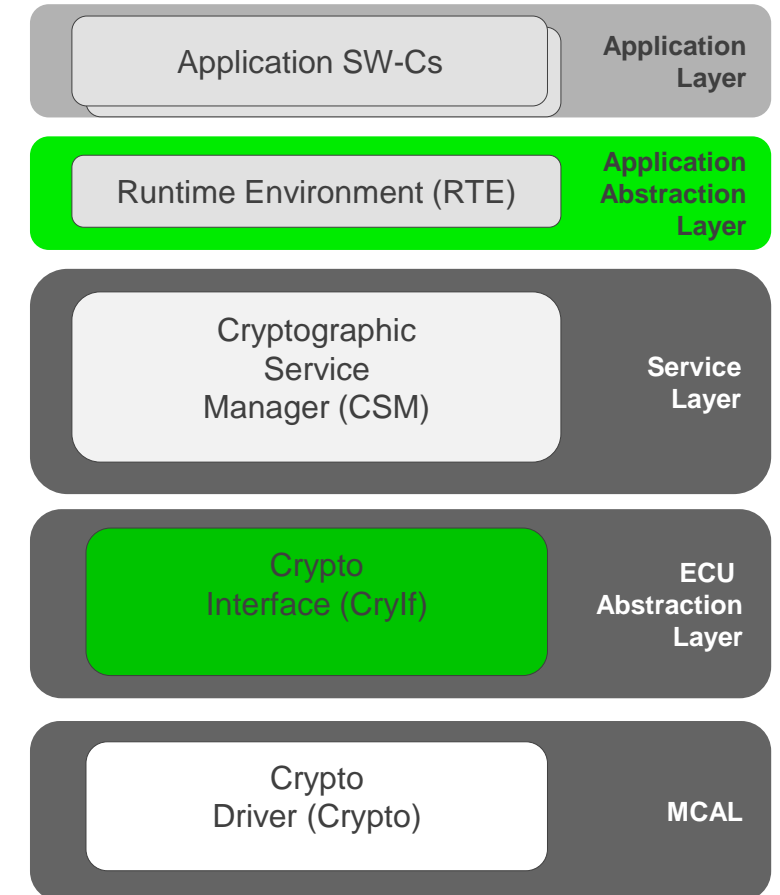 Application SW-Cs
Application
Layer
Runtime Environment (RTE)
Application
Abstraction
Layer
Cryptographic
Service
Manager (CSM)
Service
Layer
Crypto
Interface (CryIf)
ECU
Abstraction
Layer
Crypto
Driver (Crypto)
MCAL